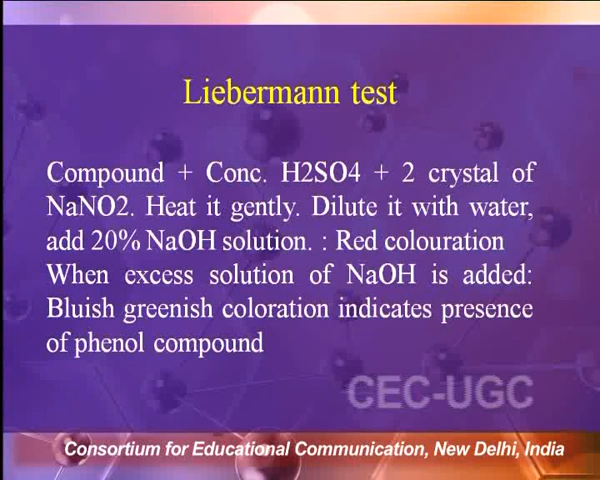 Liebermann test
Compound + Conc. H2SO4 + 2 crystal of
NaNO2. Heat it gently. Dilute it with water,
add 20% NaOH solution. : Red colouration
When excess solution of NaOH is added:
Bluish greenish coloration indicates presence
of phenol compound
CEC-UGC
Consortium for Educational Communication, New Delhi, India